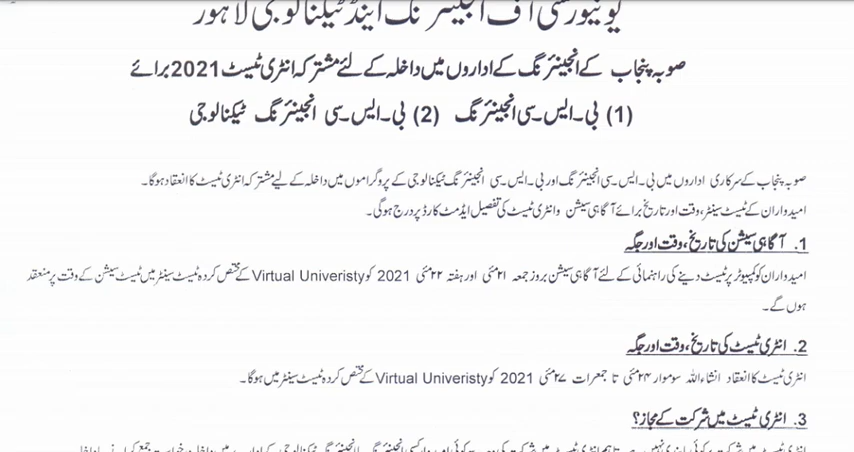 یونیورسٹی آف انجینئرنگ اینڈ ٹیکنالوجی لاہور
صوبہ پنجاب کے انجینئرنگ کے اداروں میں داخلہ کے لئے مشترکہ انٹری ٹیسٹ 2021 برائے
(1) بی۔ایس۔سی انجینئرنگ (2) بی۔ایس۔سی انجینئرنگ ٹیکنالوجی
صوبہ پنجاب کے سرکاری اداروں میں بی۔ایس۔سی انجینئرنگ اور بی۔ایس۔سی انجینئرنگ ٹیکنالوجی کے پروگراموں میں داخلہ کے لیے مشترکہ انٹری ٹیسٹ کا انعقاد ہوگا۔
امیدواران کے ٹیسٹ سینٹر، وقت اور تاریخ برائے آگاہی سیشن وانٹری ٹیسٹ کی تفصیل ایڈمٹ کارڈ پر درج ہوگی۔
1. آگاہی سیشن کی تاریخ، وقت اور جگہ
امیدواران کو کمپیوٹر پر ٹیسٹ دینے کی راہنمائی کے لئے آگاہی سیشن بروز جمعہ ۲۱ مئی اور ہفتہ ۲۲ مئی 2021 کو Virtual Univeristy کے مختص کردہ ٹیسٹ سینٹر میں ٹیسٹ سیشن کے وقت پر منعقد
ہوں گے۔
2. انٹری ٹیسٹ کی تاریخ، وقت اور جگہ
انٹری ٹیسٹ کا انعقاد انشاءاللہ سوموار ۲۴ مئی تا جمعرات ۲۷ مئی 2021 کو Virtual Univeristy کے مختص کردہ ٹیسٹ سینٹر میں ہوگا۔
3. انٹری ٹیسٹ میں شرکت کے مجاز؟